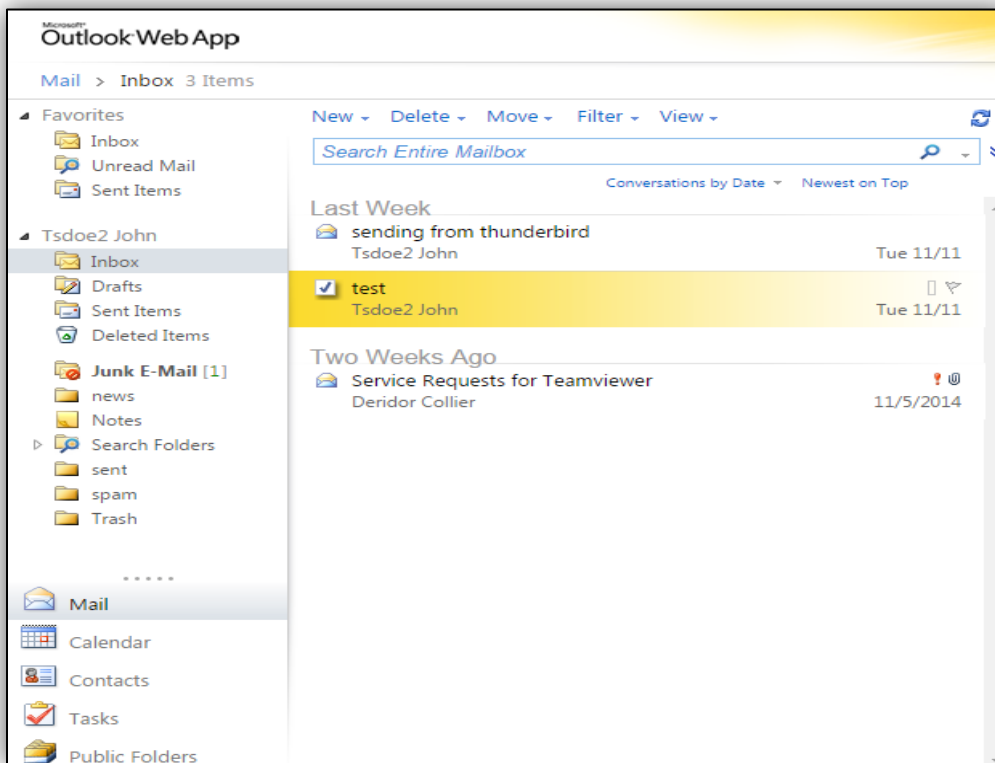 Microsoft®
Outlook Web App
Mail > Inbox 3 Items
Favorites
Inbox
Unread Mail
Sent Items
Tsdoe2 John
Inbox
Drafts
Sent Items
Deleted Items
Junk E-Mail [1]
news
Notes
Search Folders
sent
spam
Trash
Mail
Calendar
Contacts
Tasks
Public Folders
New Delete Move Filter View
Search Entire Mailbox
Conversations by Date Newest on Top
Last Week
sending from thunderbird
Tsdoe2 John Tue 11/11
test
Tsdoe2 John Tue 11/11
Two Weeks Ago
Service Requests for Teamviewer
Deridor Collier 11/5/2014